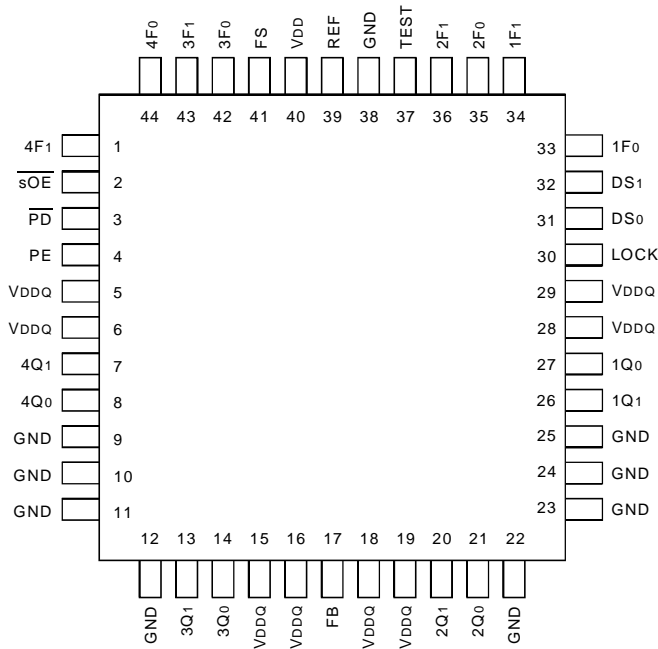 4F0 3F1 3F0 FS VDD REF GND TEST 2F1 2F0 1F1
44 43 42 41 40 39 38 37 36 35 34
4F1 1 33 1F0
sOE 2 32 DS1
PD 3 31 DS0
PE 4 30 LOCK
VDDQ 5 29 VDDQ
VDDQ 6 28 VDDQ
4Q1 7 27 1Q0
4Q0 8 26 1Q1
GND 9 25 GND
GND 10 24 GND
GND 11 23 GND
12 13 14 15 16 17 18 19 20 21 22
GND 3Q1 3Q0 VDDQ VDDQ FB VDDQ VDDQ 2Q1 2Q0 GND